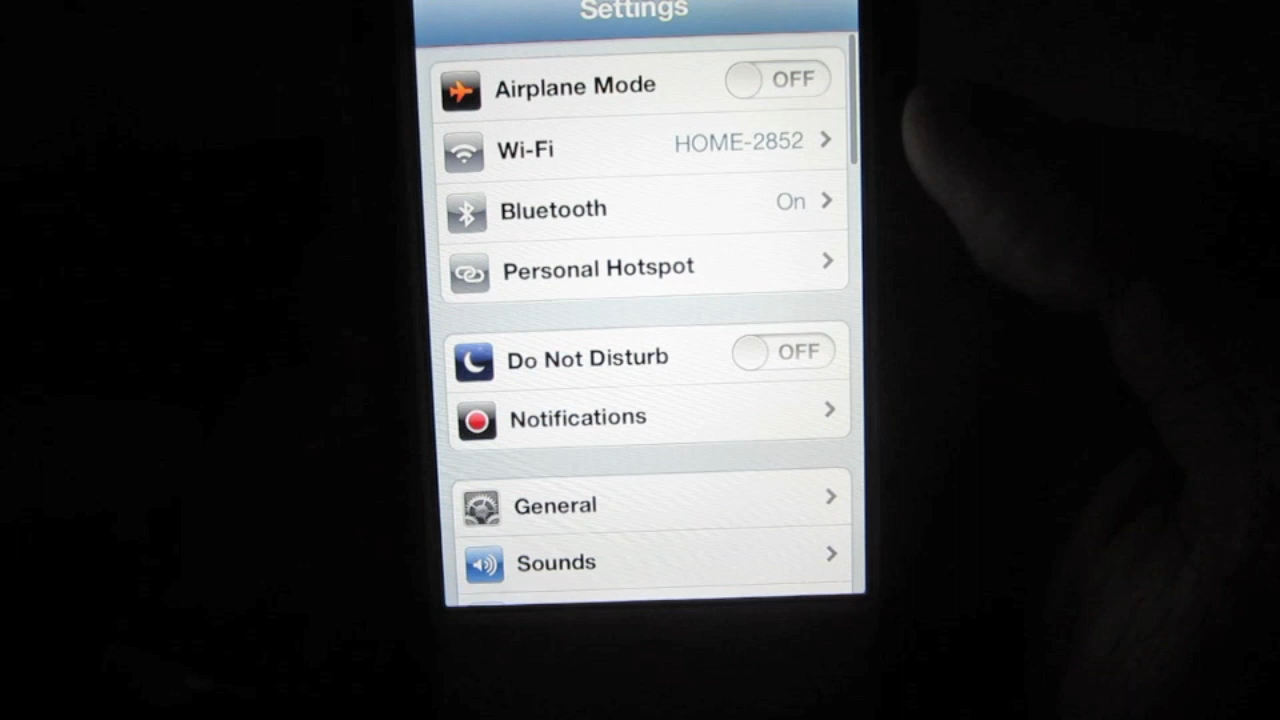 Settings
Airplane Mode OFF
Wi-Fi HOME-2852
Bluetooth On
Personal Hotspot
Do Not Disturb OFF
Notifications
General
Sounds